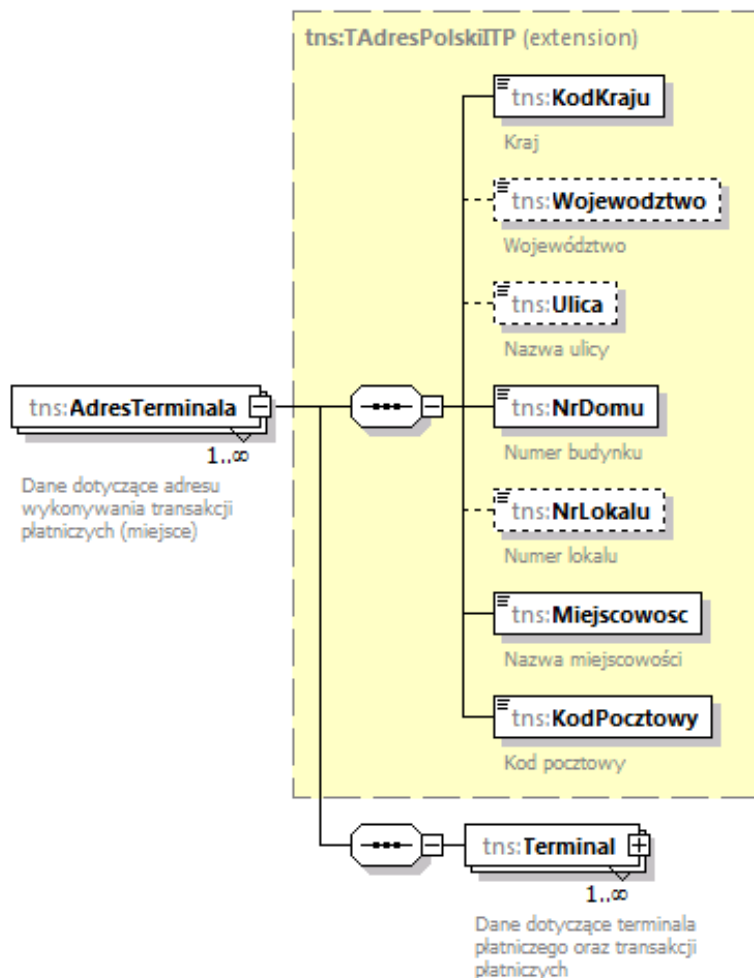 tns:TAdresPolskiITP (extension)
tns:KodKraju
Kraj
tns:Wojewodztwo
Województwo
tns:Ulica
Nazwa ulicy
tns:AdresTerminala
1..∞
Dane dotyczące adresu
wykonywania transakcji
płatniczych (miejsce)
tns:NrDomu
Numer budynku
tns:NrLokalu
Numer lokalu
tns:Miejscowosc
Nazwa miejscowości
tns:KodPocztowy
Kod pocztowy
tns:Terminal
1..∞
Dane dotyczące terminala
płatniczego oraz transakcji
płatniczych